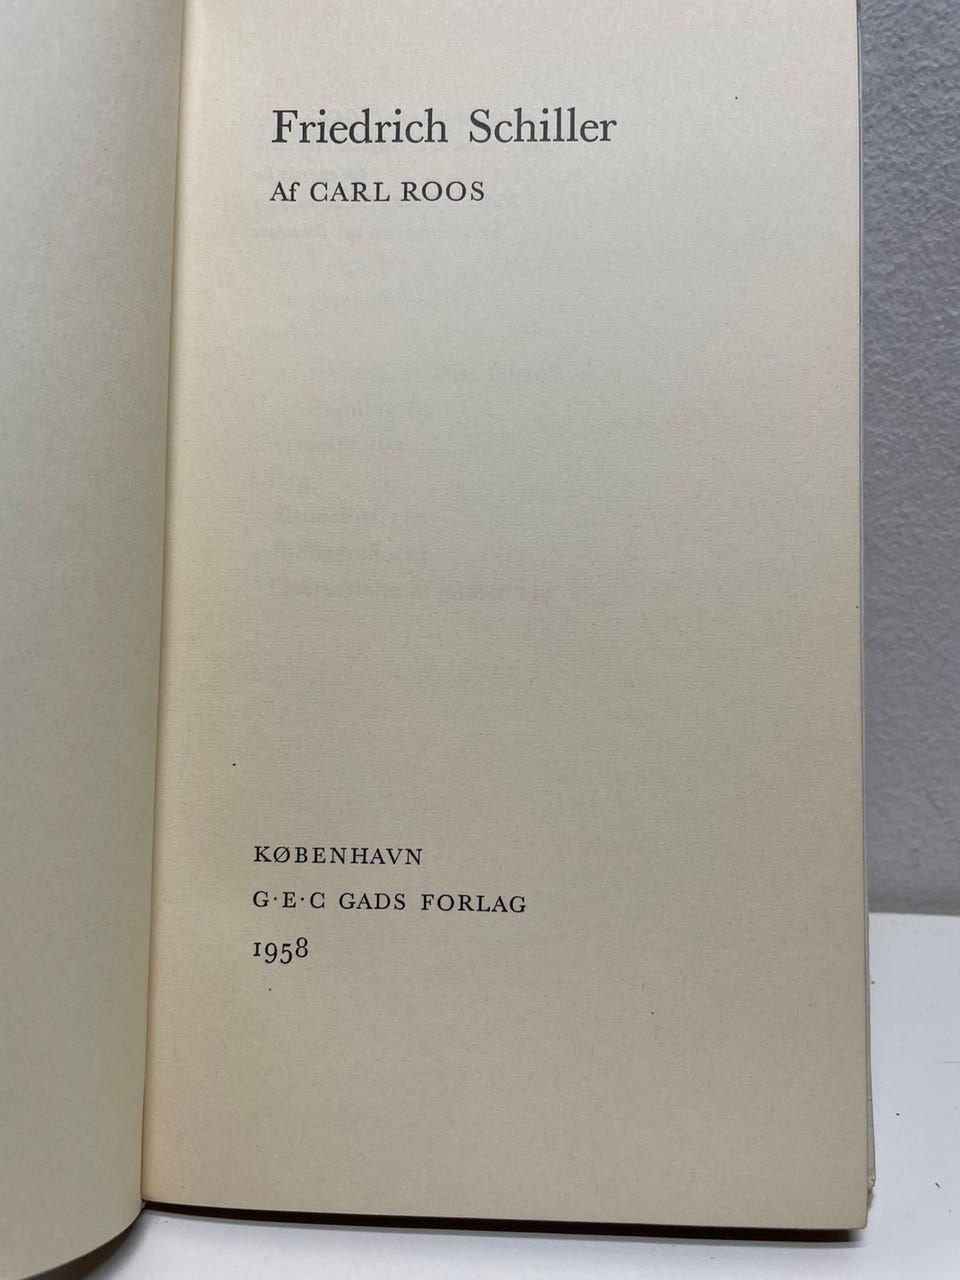 Friedrich Schiller
Af CARL ROOS
KØBENHAVN
G·E·C GADS FORLAG
1958